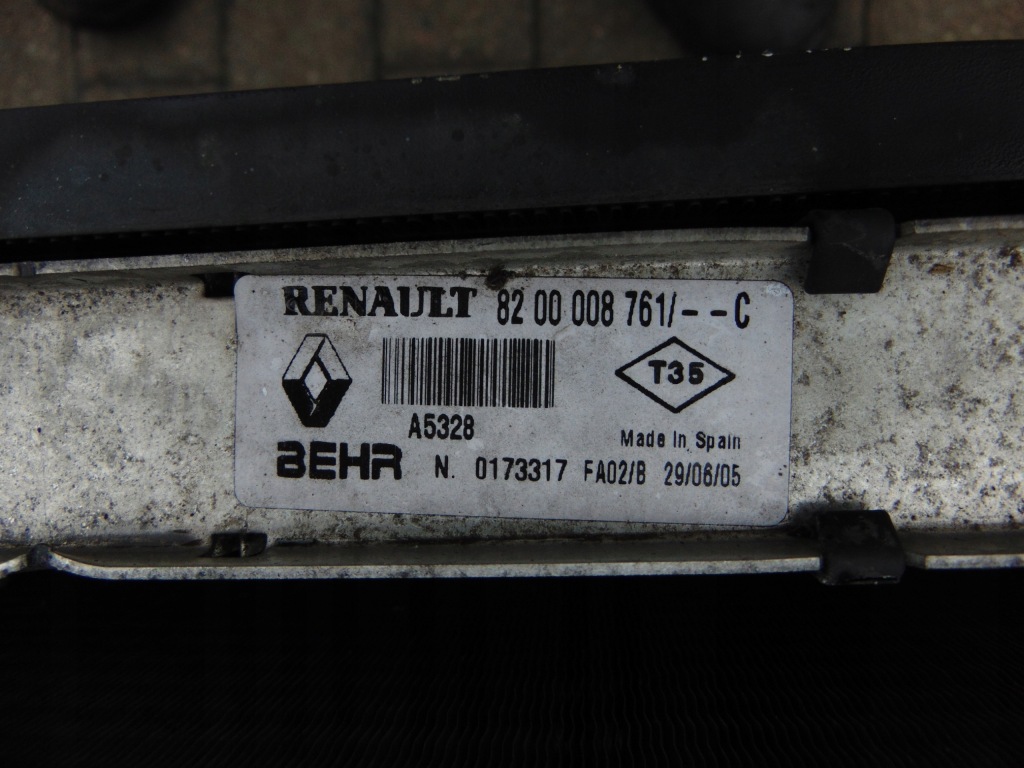 RENAULT 82 00 008 761/--C
T35
A5328
Made In Spain
BEHR N. 0173317 FA02/B 29/06/05